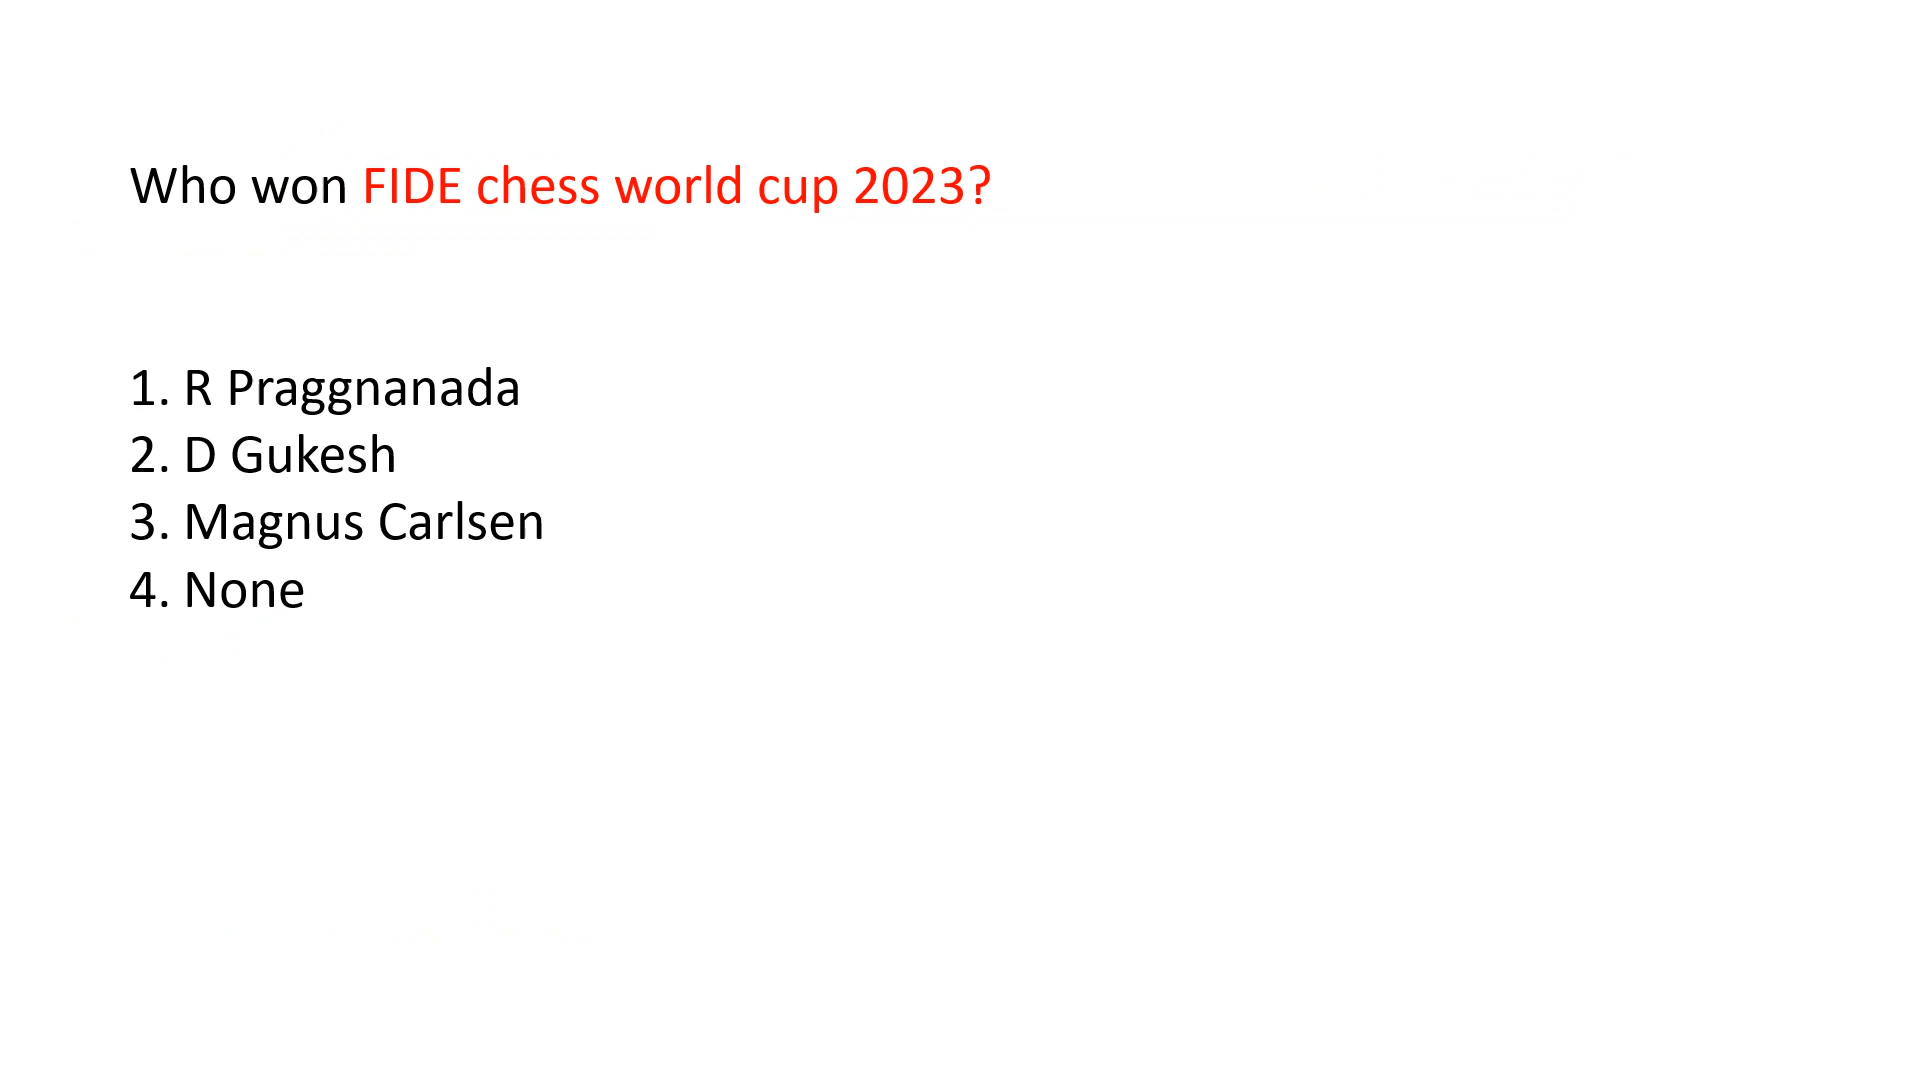 Who won FIDE chess world cup 2023?
1. R Praggnanada
2. D Gukesh
3. Magnus Carlsen
4. None